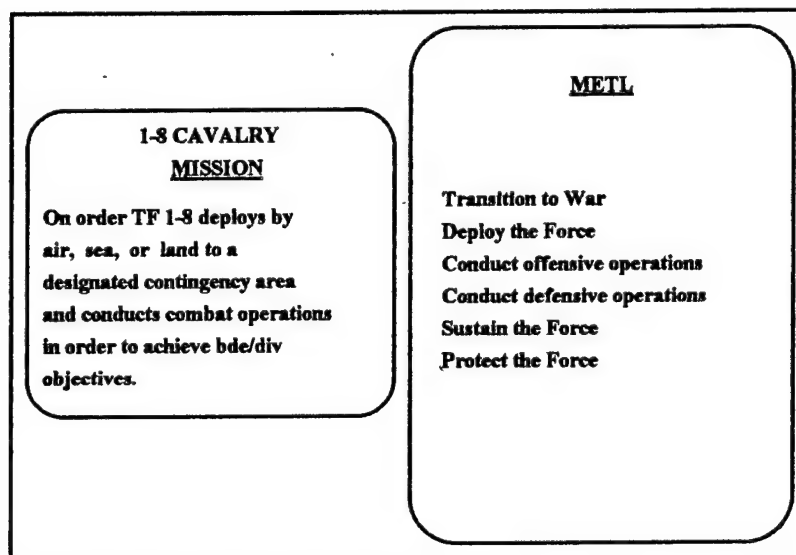 1-8 CAVALRY
MISSION
On order TF 1-8 deploys by
air, sea, or land to a
designated contingency area
and conducts combat operations
in order to achieve bde/div
objectives.
METL
Transition to War
Deploy the Force
Conduct offensive operations
Conduct defensive operations
Sustain the Force
Protect the Force